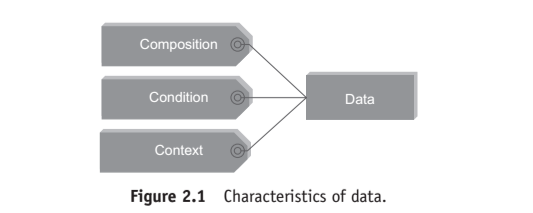 Composition
Condition
Data
Context
Figure 2.1 Characteristics of data.